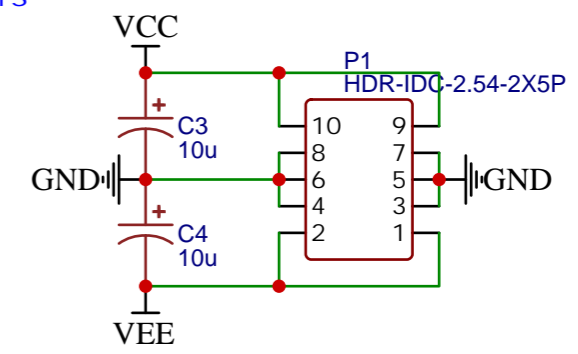 VCC
P1
HDR-IDC-2.54-2X5P
C3
10u
10 9
8 7
GND 6 5 GND
4 3
C4
2 1
10u
VEE